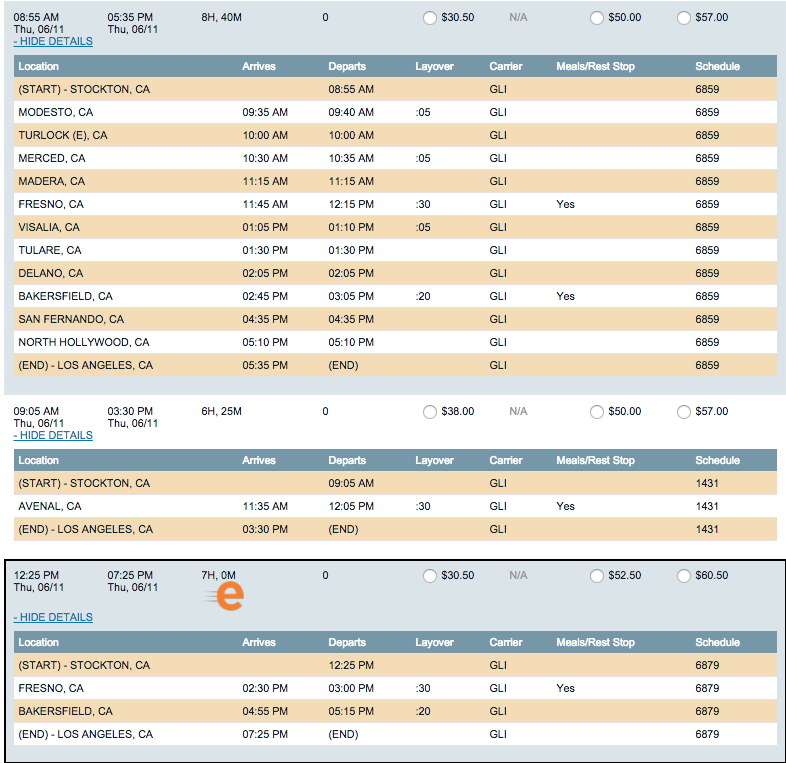 08:55 AM 05:35 PM 8H, 40M 0 $30.50 N/A $50.00 $57.00
Thu, 06/11 Thu, 06/11
- HIDE DETAILS
Location Arrives Departs Layover Carrier Meals/Rest Stop Schedule
(START) - STOCKTON, CA 08:55 AM GLI 6859
MODESTO, CA 09:35 AM 09:40 AM :05 GLI 6859
TURLOCK (E), CA 10:00 AM 10:00 AM GLI 6859
MERCED, CA 10:30 AM 10:35 AM :05 GLI 6859
MADERA, CA 11:15 AM 11:15 AM GLI 6859
FRESNO, CA 11:45 AM 12:15 PM :30 GLI Yes 6859
VISALIA, CA 01:05 PM 01:10 PM :05 GLI 6859
TULARE, CA 01:30 PM 01:30 PM GLI 6859
DELANO, CA 02:05 PM 02:05 PM GLI 6859
BAKERSFIELD, CA 02:45 PM 03:05 PM :20 GLI Yes 6859
SAN FERNANDO, CA 04:35 PM 04:35 PM GLI 6859
NORTH HOLLYWOOD, CA 05:10 PM 05:10 PM GLI 6859
(END) - LOS ANGELES, CA 05:35 PM (END) GLI 6859
09:05 AM 03:30 PM 6H, 25M 0 $38.00 N/A $50.00 $57.00
Thu, 06/11 Thu, 06/11
- HIDE DETAILS
Location Arrives Departs Layover Carrier Meals/Rest Stop Schedule
(START) - STOCKTON, CA 09:05 AM GLI 1431
AVENAL, CA 11:35 AM 12:05 PM :30 GLI Yes 1431
(END) - LOS ANGELES, CA 03:30 PM (END) GLI 1431
12:25 PM 07:25 PM 7H, 0M 0 $30.50 N/A $52.50 $60.50
Thu, 06/11 Thu, 06/11
e
- HIDE DETAILS
Location Arrives Departs Layover Carrier Meals/Rest Stop Schedule
(START) - STOCKTON, CA 12:25 PM GLI 6879
FRESNO, CA 02:30 PM 03:00 PM :30 GLI Yes 6879
BAKERSFIELD, CA 04:55 PM 05:15 PM :20 GLI 6879
(END) - LOS ANGELES, CA 07:25 PM (END) GLI 6879